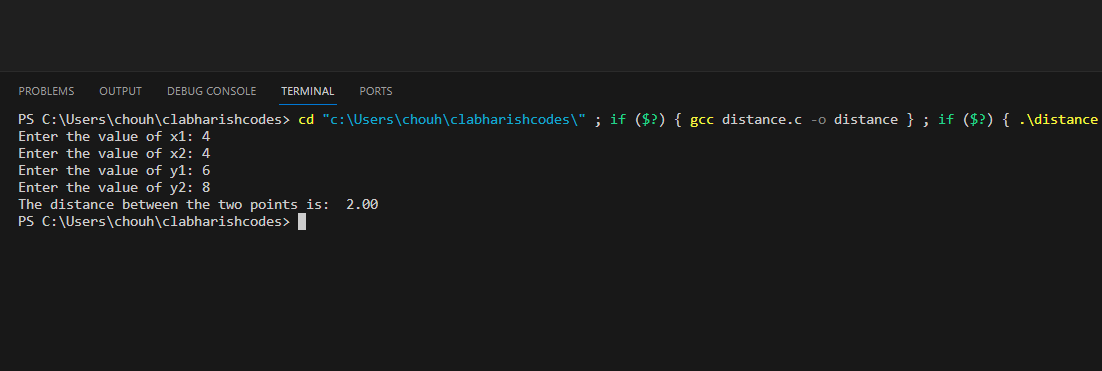 PROBLEMS OUTPUT DEBUG CONSOLE TERMINAL PORTS
PS C:\Users\chouh\clabharishcodes> cd "c:\Users\chouh\clabharishcodes\" ; if ($?) { gcc distance.c -o distance } ; if ($?) { .\distance
Enter the value of x1: 4
Enter the value of x2: 4
Enter the value of y1: 6
Enter the value of y2: 8
The distance between the two points is:  2.00
PS C:\Users\chouh\clabharishcodes>